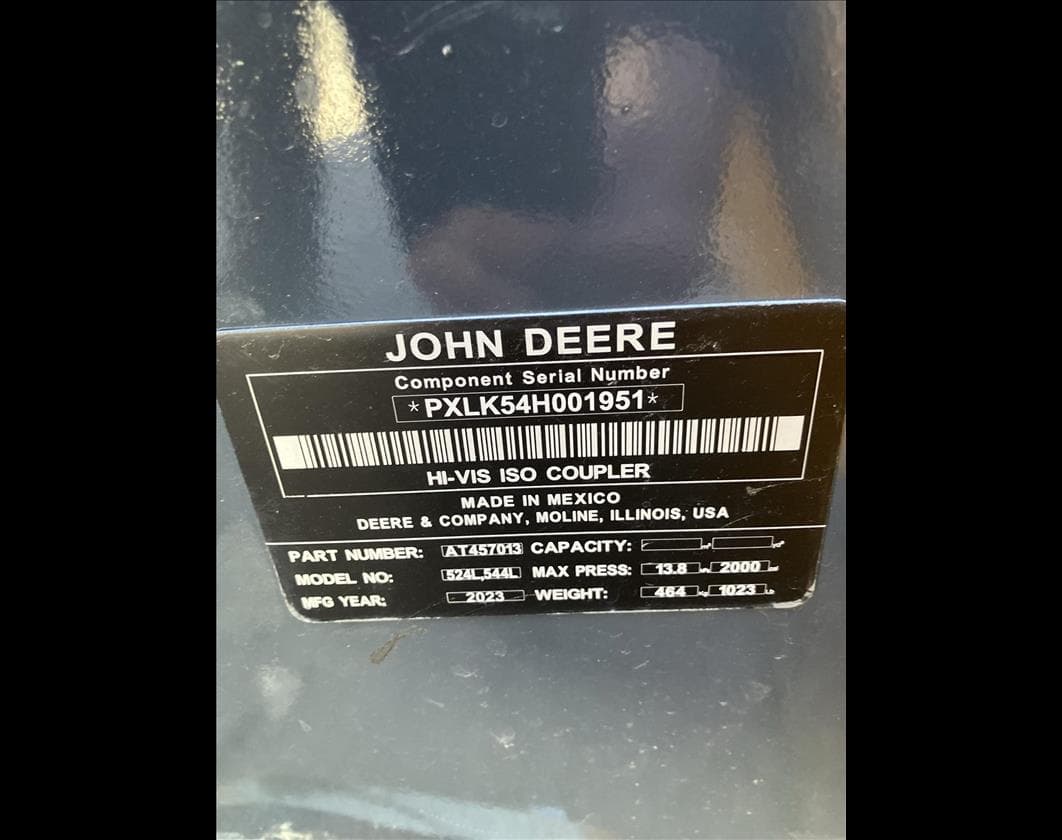 JOHN DEERE
Component Serial Number
*PXLK54H001951*
HI-VIS ISO COUPLER
MADE IN MEXICO
DEERE & COMPANY, MOLINE, ILLINOIS, USA
PART NUMBER: AT457013 CAPACITY:
MODEL NO: 524L,544L MAX PRESS: 13.8 2000
MFG YEAR: 2023 WEIGHT: 464 1023